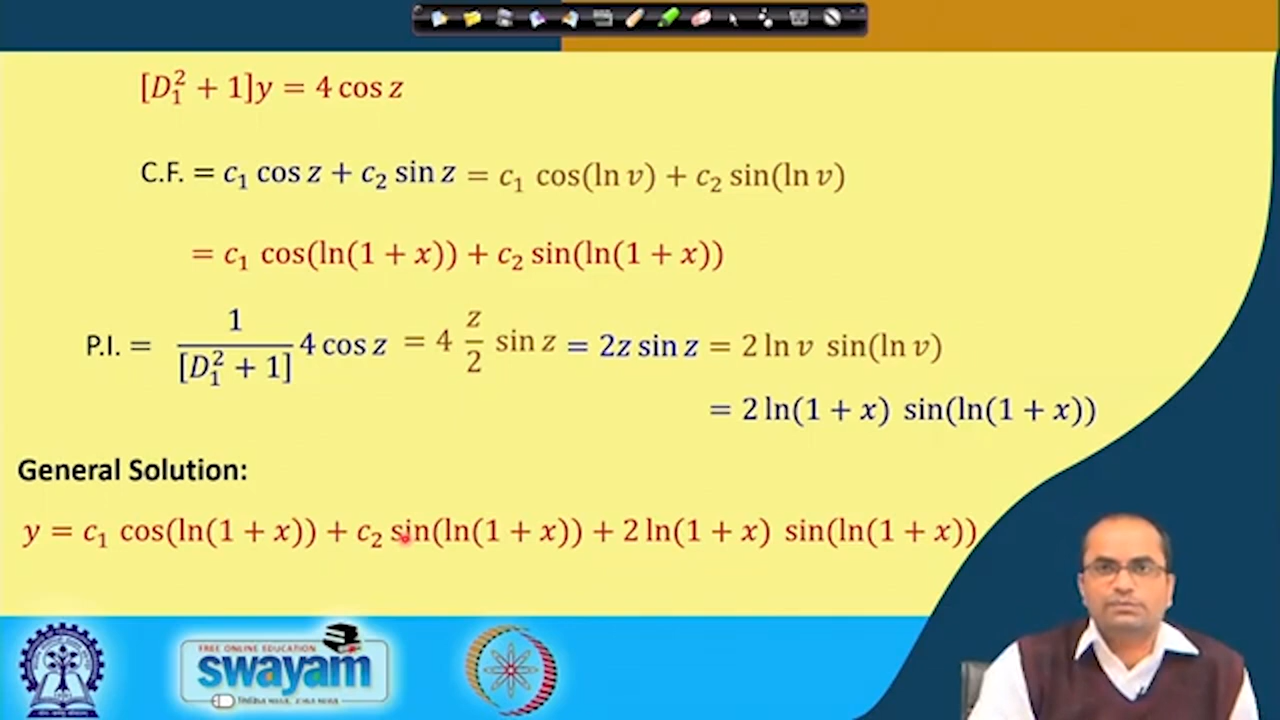 [D₁² + 1]y = 4 cos z
C.F. = c₁ cos z + c₂ sin z = c₁ cos(ln v) + c₂ sin(ln v)
= c₁ cos(ln(1 + x)) + c₂ sin(ln(1 + x))
P.I. = 1/[D₁² + 1] 4 cos z = 4 z/2 sin z = 2z sin z = 2 ln v sin(ln v)
= 2 ln(1 + x) sin(ln(1 + x))
General Solution:
y = c₁ cos(ln(1 + x)) + c₂ sin(ln(1 + x)) + 2 ln(1 + x) sin(ln(1 + x))
FREE ONLINE EDUCATION
swayam